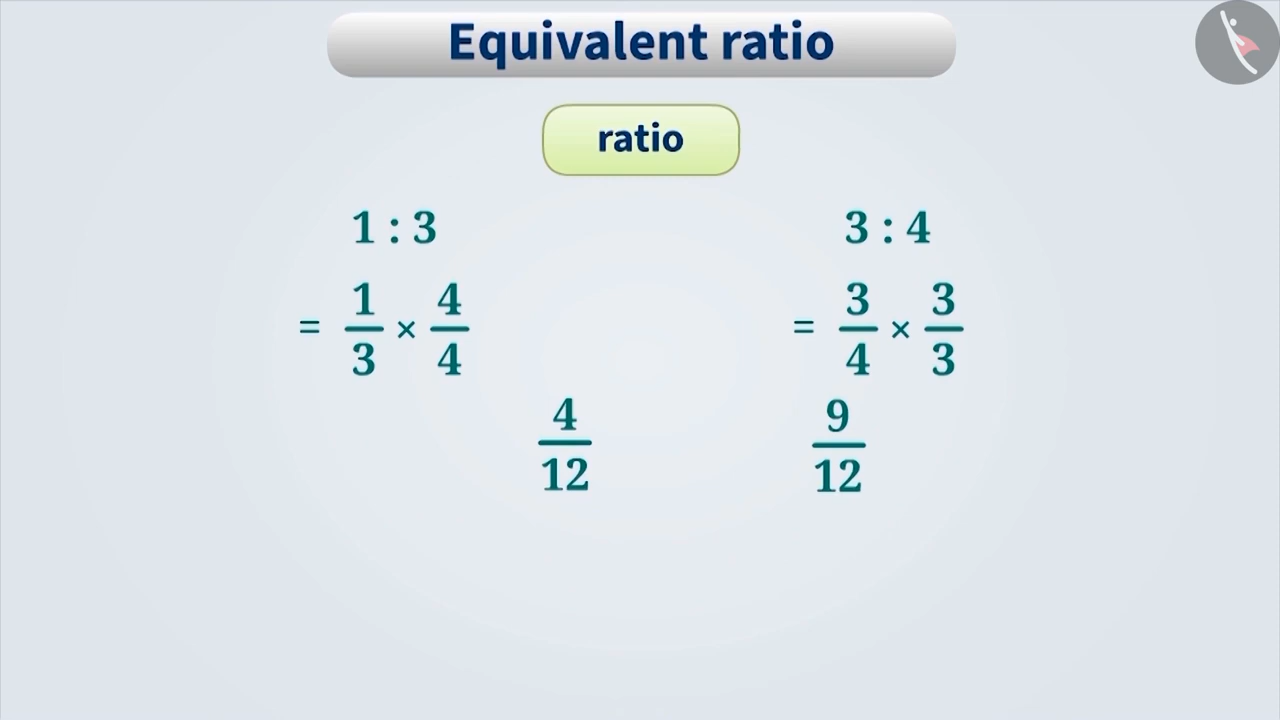 Equivalent ratio
ratio
1 : 3
3 : 4
= 1/3 × 4/4
= 3/4 × 3/3
4/12
9/12